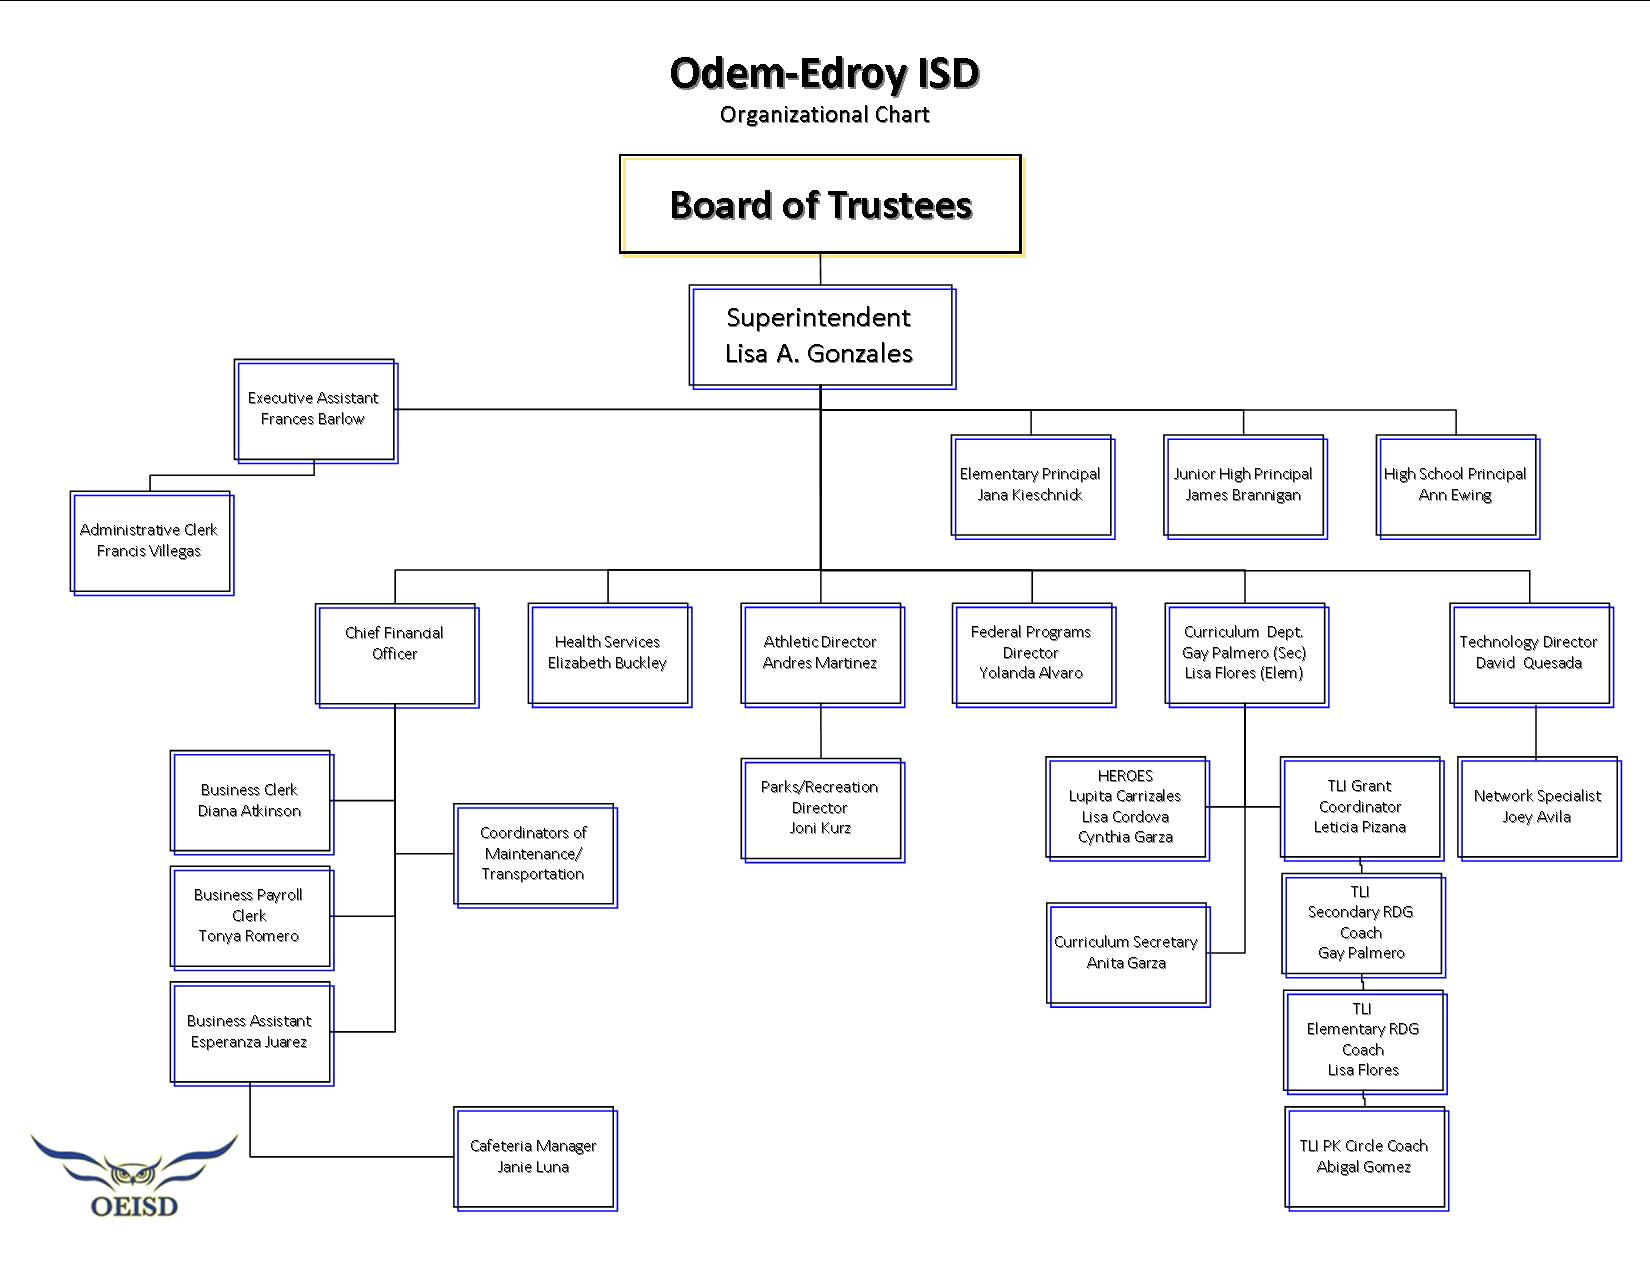 Odem-Edroy ISD
Organizational Chart
Board of Trustees
Superintendent
Lisa A. Gonzales
Executive Assistant
Frances Barlow
Administrative Clerk
Francis Villegas
Elementary Principal
Jana Kieschnick
Junior High Principal
James Brannigan
High School Principal
Ann Ewing
Chief Financial
Officer
Health Services
Elizabeth Buckley
Athletic Director
Andres Martinez
Federal Programs
Director
Yolanda Alvaro
Curriculum Dept.
Gay Palmero (Sec)
Lisa Flores (Elem)
Technology Director
David Quesada
Business Clerk
Diana Atkinson
Business Payroll
Clerk
Tonya Romero
Business Assistant
Esperanza Juarez
Coordinators of
Maintenance/
Transportation
Cafeteria Manager
Janie Luna
Parks/Recreation
Director
Joni Kurz
HEROES
Lupita Carrizales
Lisa Cordova
Cynthia Garza
Curriculum Secretary
Anita Garza
TLI Grant
Coordinator
Leticia Pizana
TLI
Secondary RDG
Coach
Gay Palmero
TLI
Elementary RDG
Coach
Lisa Flores
TLI PK Circle Coach
Abigal Gomez
Network Specialist
Joey Avila
OEISD